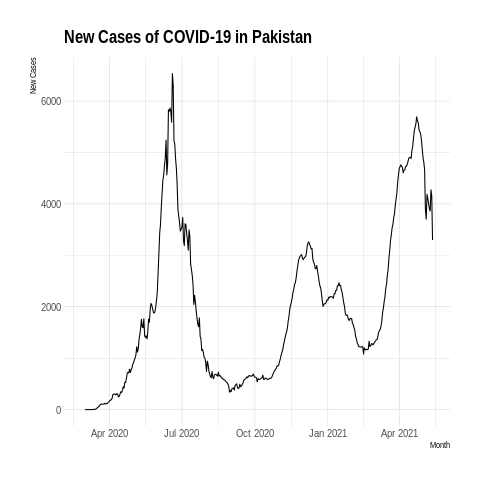 New Cases of COVID-19 in Pakistan
New Cases
6000
4000
2000
0
Apr 2020 Jul 2020 Oct 2020 Jan 2021 Apr 2021
Month